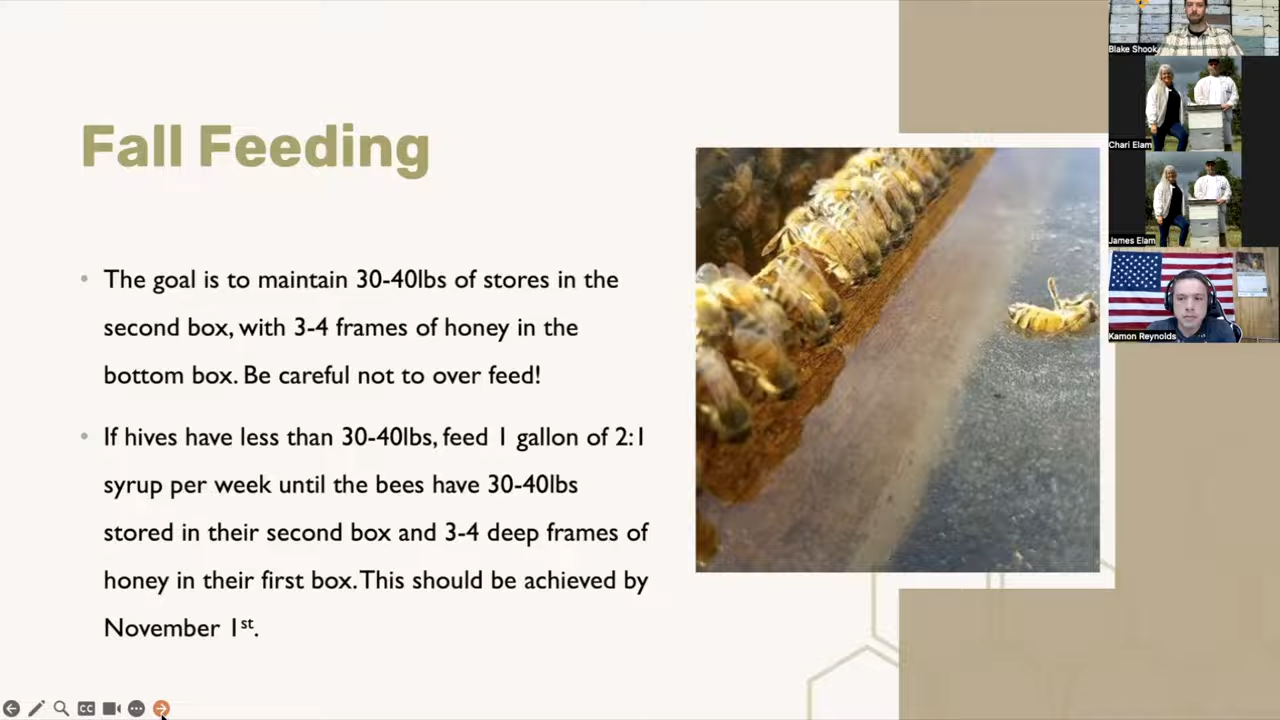 Fall Feeding
• The goal is to maintain 30-40lbs of stores in the
second box, with 3-4 frames of honey in the
bottom box. Be careful not to over feed!
• If hives have less than 30-40lbs, feed 1 gallon of 2:1
syrup per week until the bees have 30-40lbs
stored in their second box and 3-4 deep frames of
honey in their first box. This should be achieved by
November 1st.
Blake Shook
Chari Elam
James Elam
Kamon Reynolds
CC